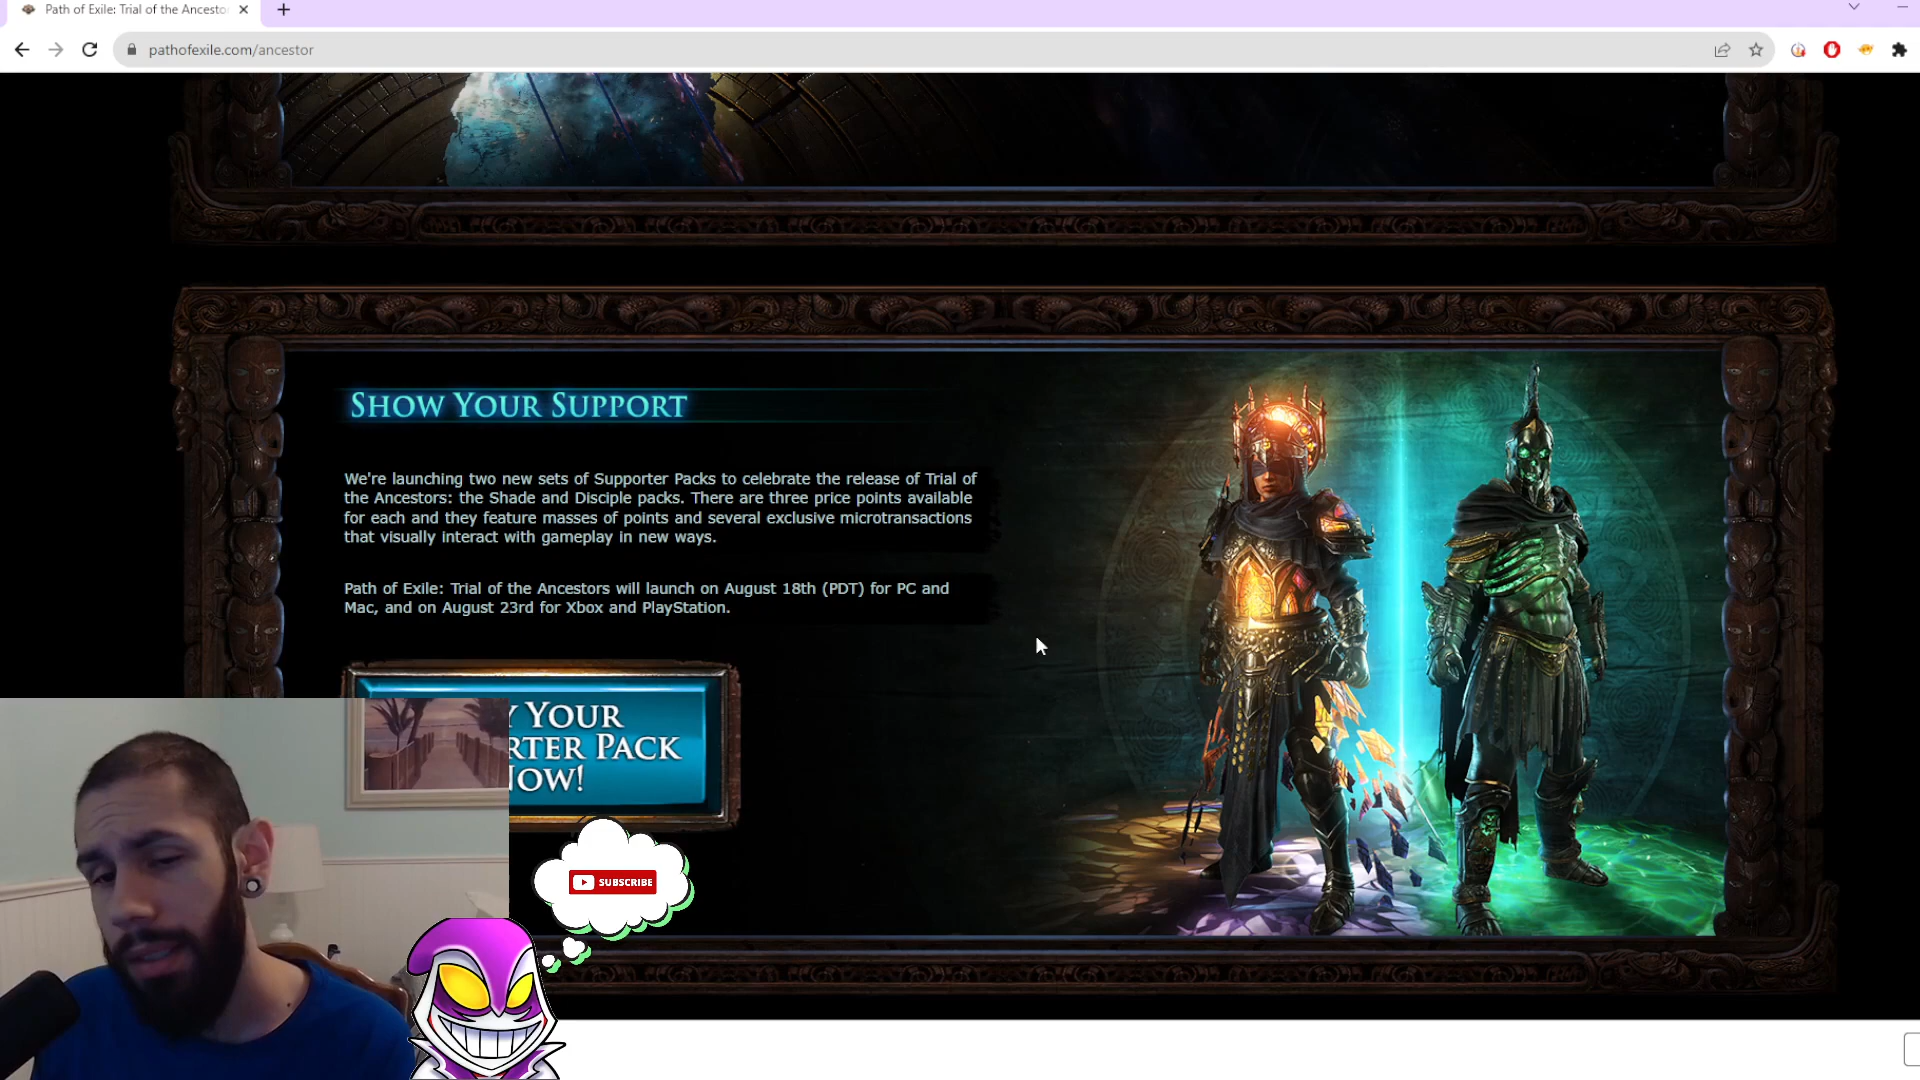 Path of Exile: Trial of the Ancesto
pathofexile.com/ancestor
SHOW YOUR SUPPORT
We're launching two new sets of Supporter Packs to celebrate the release of Trial of
the Ancestors: the Shade and Disciple packs. There are three price points available
for each and they feature masses of points and several exclusive microtransactions
that visually interact with gameplay in new ways.
Path of Exile: Trial of the Ancestors will launch on August 18th (PDT) for PC and
Mac, and on August 23rd for Xbox and PlayStation.
Y YOUR
RTER PACK
NOW!
SUBSCRIBE